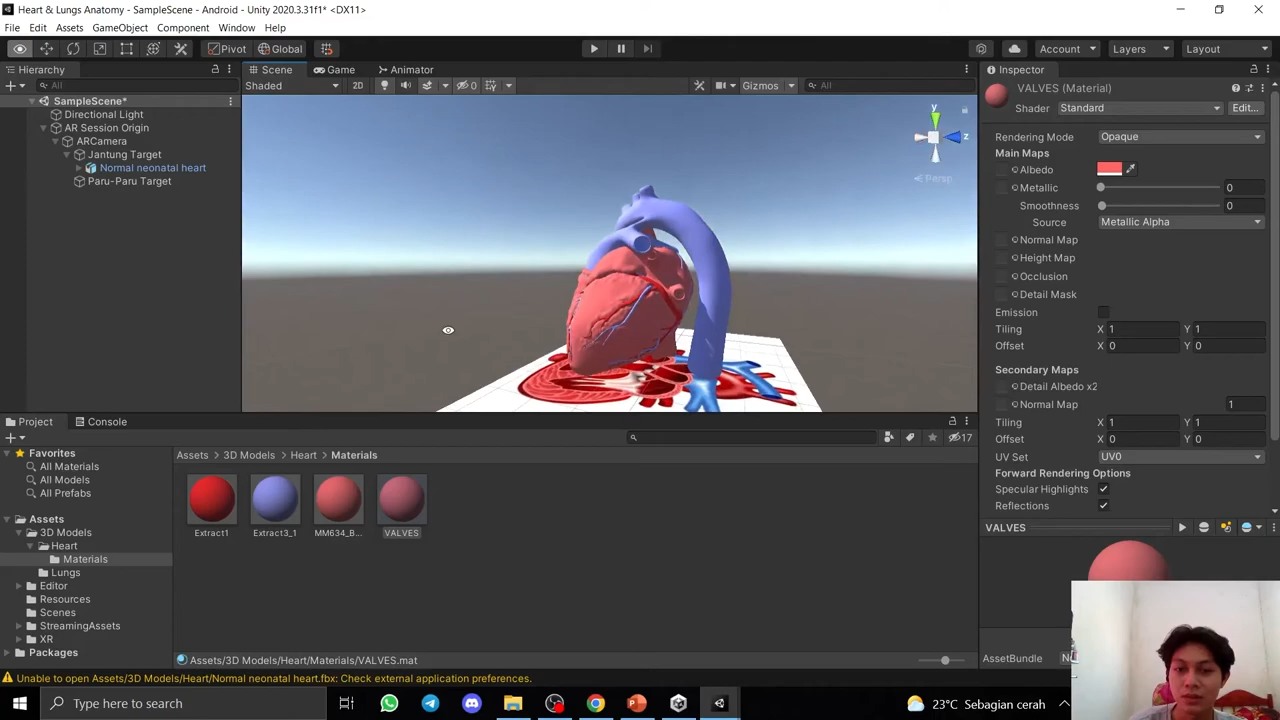 Heart & Lungs Anatomy - SampleScene - Android - Unity 2020.3.31f1* <DX11>
File Edit Assets GameObject Component Window Help
Pivot Global Account Layers Layout
Hierarchy
All
SampleScene*
Directional Light
AR Session Origin
ARCamera
Jantung Target
Normal neonatal heart
Paru-Paru Target
Scene Game Animator
Shaded 2D 0 Gizmos All
y
z
Persp
Inspector
VALVES (Material)
Shader Standard Edit...
Rendering Mode Opaque
Main Maps
Albedo
Metallic 0
Smoothness 0
Source Metallic Alpha
Normal Map
Height Map
Occlusion
Detail Mask
Emission
Tiling X 1 Y 1
Offset X 0 Y 0
Secondary Maps
Detail Albedo x2
Normal Map 1
Tiling X 1 Y 1
Offset X 0 Y 0
UV Set UV0
Forward Rendering Options
Specular Highlights
Reflections
VALVES
AssetBundle
Project Console
17
Favorites
All Materials
All Models
All Prefabs
Assets
3D Models
Heart
Materials
Lungs
Editor
Resources
Scenes
StreamingAssets
XR
Packages
Assets > 3D Models > Heart > Materials
Extract1 Extract3_1 MM634_B... VALVES
Assets/3D Models/Heart/Materials/VALVES.mat
Unable to open Assets/3D Models/Heart/Normal neonatal heart.fbx: Check external application preferences.
Type here to search
23°C Sebagian cerah